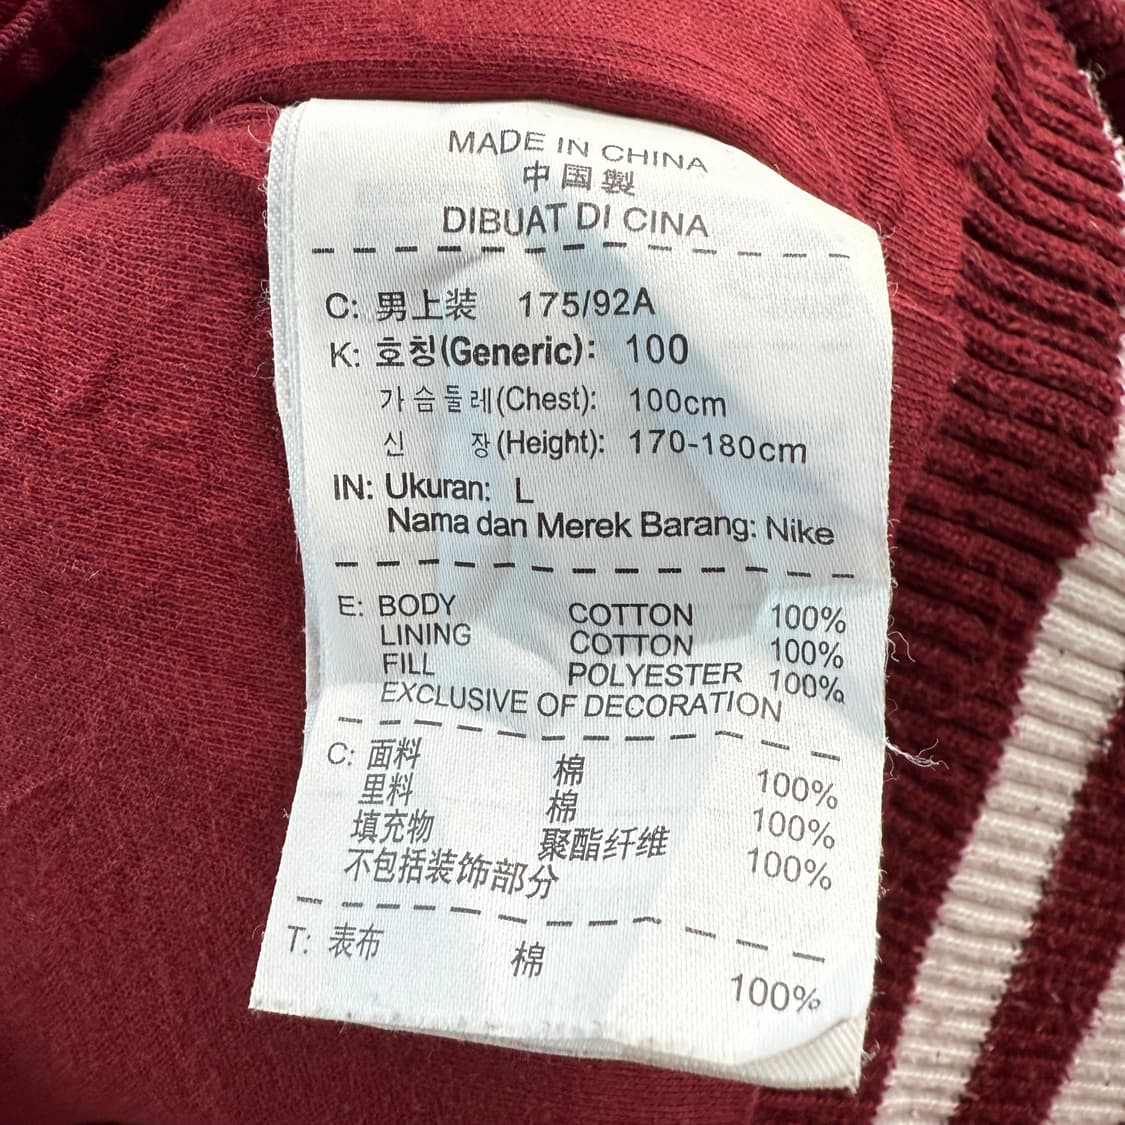 MADE IN CHINA
中国製
DIBUAT DI CINA
C: 男上装 175/92A
K: 호칭(Generic): 100
가슴둘레(Chest): 100cm
신 장(Height): 170-180cm
IN: Ukuran: L
Nama dan Merek Barang: Nike
E: BODY COTTON 100%
LINING COTTON 100%
FILL POLYESTER 100%
EXCLUSIVE OF DECORATION
C: 面料 棉 100%
里料 棉 100%
填充物 聚酯纤维 100%
不包括装饰部分
T: 表布 棉 100%